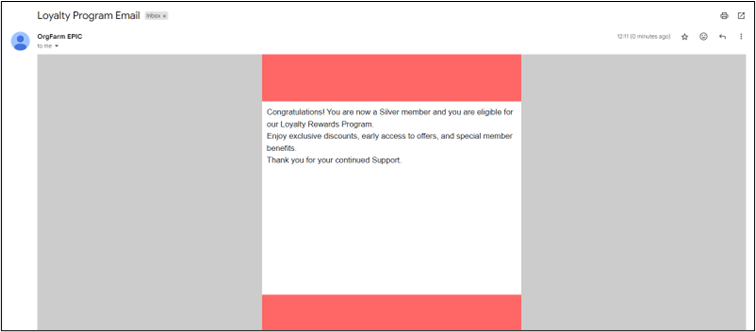 Loyalty Program Email Inbox x
OrgFarm EPIC
12:11 (0 minutes ago)
to me
Congratulations! You are now a Silver member and you are eligible for
our Loyalty Rewards Program.
Enjoy exclusive discounts, early access to offers, and special member
benefits.
Thank you for your continued Support.